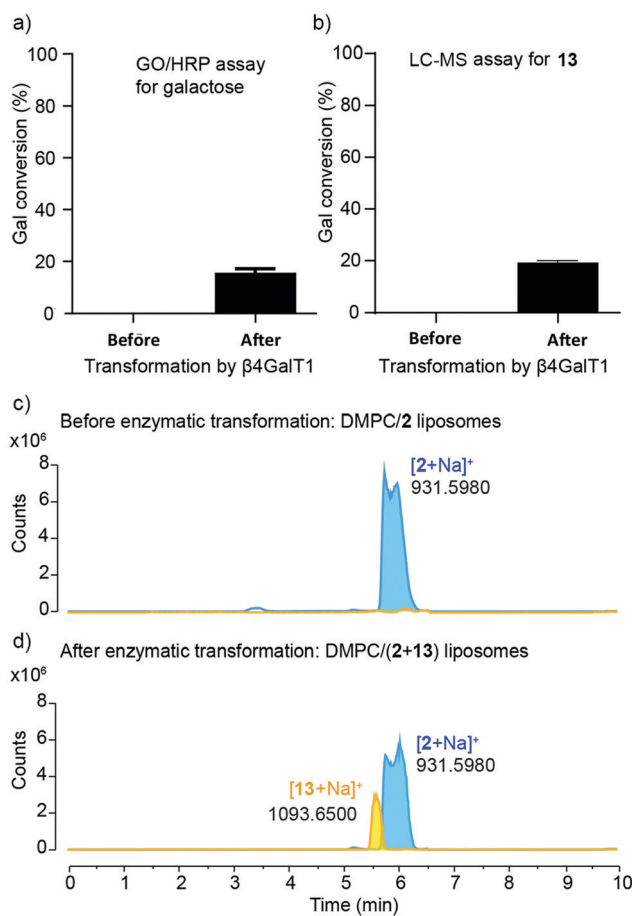 a)
GO/HRP assay
for galactose
Gal conversion (%)
100
80
60
40
20
0
Before
After
Transformation by β4GalT1
b)
LC-MS assay for 13
Gal conversion (%)
100
80
60
40
20
0
Before
After
Transformation by β4GalT1
c)
Before enzymatic transformation: DMPC/2 liposomes
x10⁶
Counts
8
6
4
2
0
[2+Na]⁺
931.5980
d)
After enzymatic transformation: DMPC/(2+13) liposomes
x10⁶
Counts
8
6
4
2
0
[2+Na]⁺
931.5980
[13+Na]⁺
1093.6500
0 1 2 3 4 5 6 7 8 9 10
Time (min)